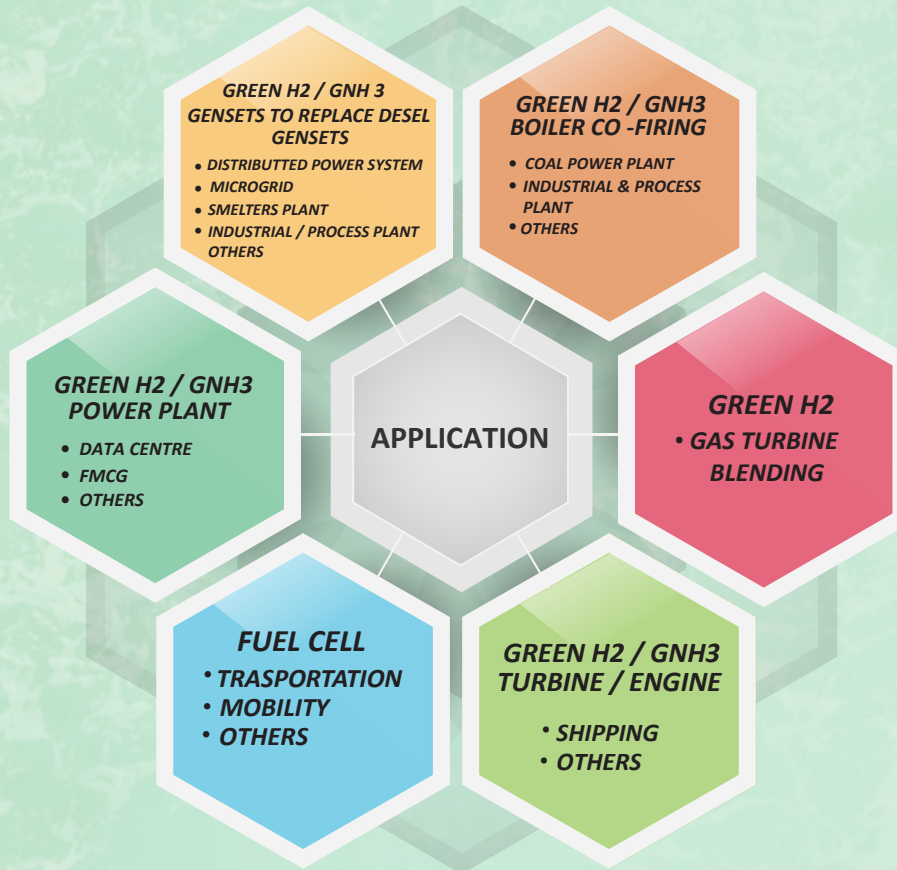 GREEN H2 / GNH 3
GENSETS TO REPLACE DESEL
GENSETS
• DISTRIBUTTED POWER SYSTEM
• MICROGRID
• SMELTERS PLANT
• INDUSTRIAL / PROCESS PLANT
OTHERS
GREEN H2 / GNH3
BOILER CO -FIRING
• COAL POWER PLANT
• INDUSTRIAL & PROCESS
PLANT
• OTHERS
GREEN H2 / GNH3
POWER PLANT
• DATA CENTRE
• FMCG
• OTHERS
APPLICATION
GREEN H2
• GAS TURBINE
BLENDING
FUEL CELL
• TRASPORTATION
• MOBILITY
• OTHERS
GREEN H2 / GNH3
TURBINE / ENGINE
• SHIPPING
• OTHERS